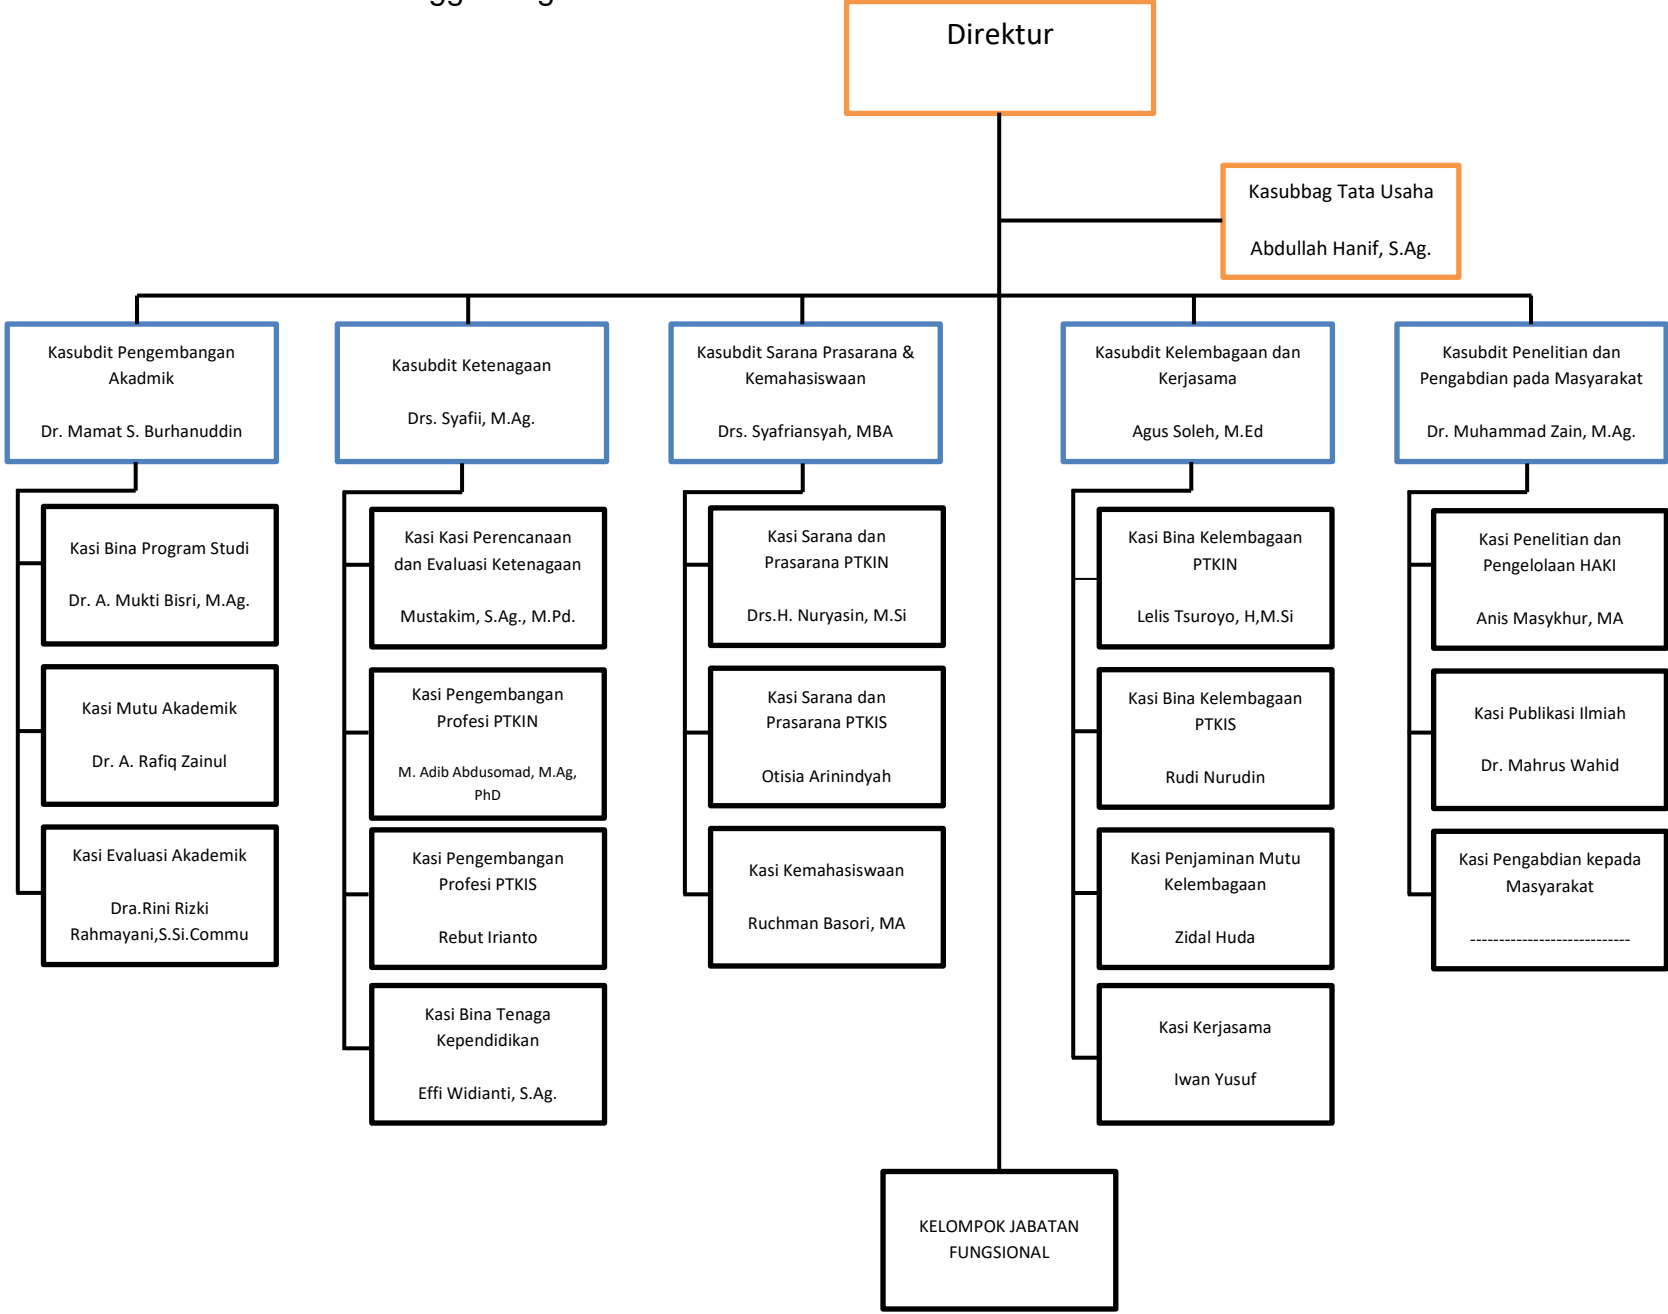 Direktur
Kasubbag Tata Usaha
Abdullah Hanif, S.Ag.
Kasubdit Pengembangan
Akadmik
Dr. Mamat S. Burhanuddin
Kasubdit Ketenagaan
Drs. Syafii, M.Ag.
Kasubdit Sarana Prasarana &
Kemahasiswaan
Drs. Syafriansyah, MBA
Kasubdit Kelembagaan dan
Kerjasama
Agus Soleh, M.Ed
Kasubdit Penelitian dan
Pengabdian pada Masyarakat
Dr. Muhammad Zain, M.Ag.
Kasi Bina Program Studi
Dr. A. Mukti Bisri, M.Ag.
Kasi Mutu Akademik
Dr. A. Rafiq Zainul
Kasi Evaluasi Akademik
Dra.Rini Rizki
Rahmayani,S.Si.Commu
Kasi Kasi Perencanaan
dan Evaluasi Ketenagaan
Mustakim, S.Ag., M.Pd.
Kasi Pengembangan
Profesi PTKIN
M. Adib Abdusomad, M.Ag,
PhD
Kasi Pengembangan
Profesi PTKIS
Rebut Irianto
Kasi Bina Tenaga
Kependidikan
Effi Widianti, S.Ag.
Kasi Sarana dan
Prasarana PTKIN
Drs.H. Nuryasin, M.Si
Kasi Sarana dan
Prasarana PTKIS
Otisia Arinindyah
Kasi Kemahasiswaan
Ruchman Basori, MA
Kasi Bina Kelembagaan
PTKIN
Lelis Tsuroyo, H,M.Si
Kasi Bina Kelembagaan
PTKIS
Rudi Nurudin
Kasi Penjaminan Mutu
Kelembagaan
Zidal Huda
Kasi Kerjasama
Iwan Yusuf
Kasi Penelitian dan
Pengelolaan HAKI
Anis Masykhur, MA
Kasi Publikasi Ilmiah
Dr. Mahrus Wahid
Kasi Pengabdian kepada
Masyarakat
----------------------------
KELOMPOK JABATAN
FUNGSIONAL